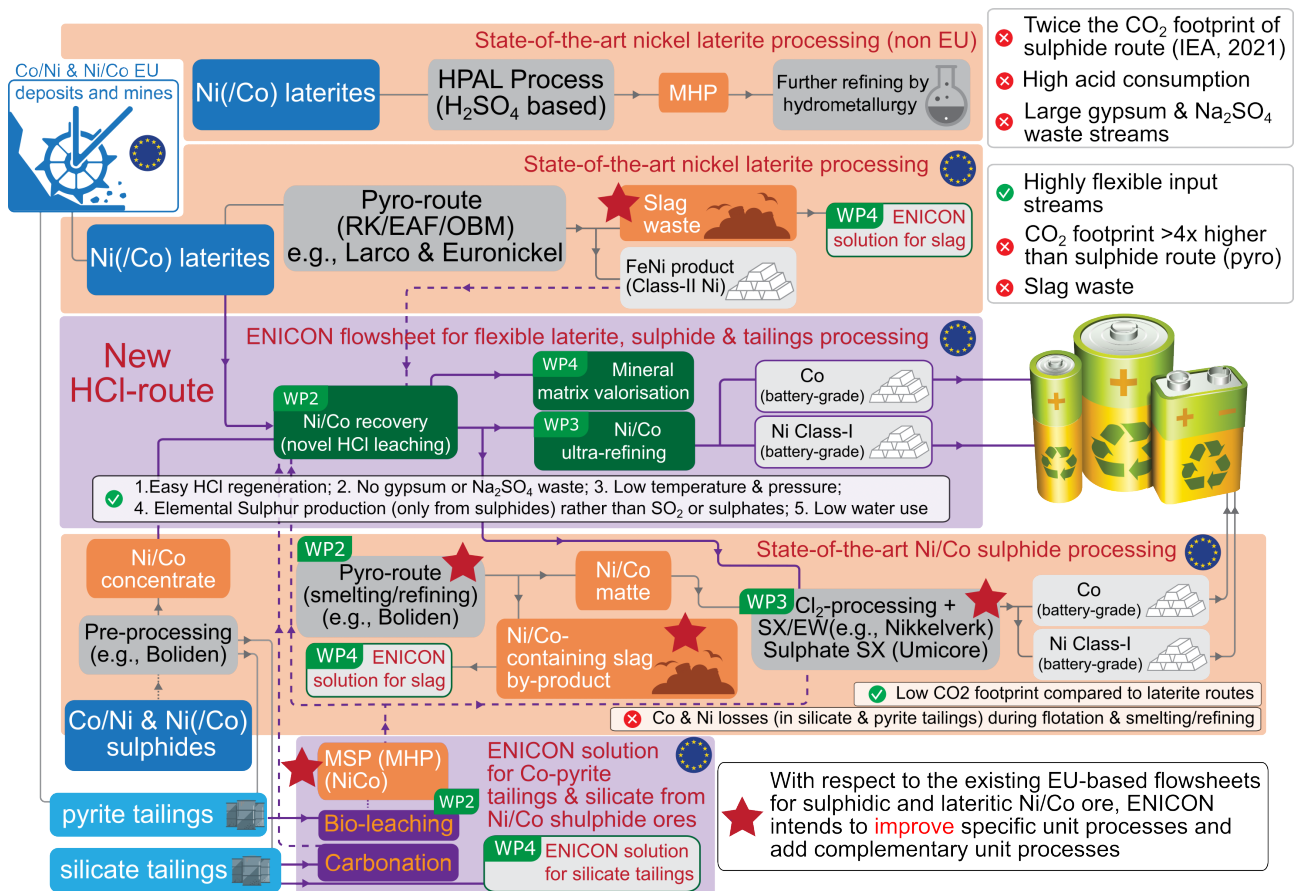 State-of-the-art nickel laterite processing (non EU)
Co/Ni & Ni/Co EU
deposits and mines
Ni(/Co) laterites
HPAL Process
(H₂SO₄ based)
MHP
Further refining by
hydrometallurgy
Twice the CO₂ footprint of
sulphide route (IEA, 2021)
High acid consumption
Large gypsum & Na₂SO₄
waste streams
State-of-the-art nickel laterite processing
Ni(/Co) laterites
Pyro-route
(RK/EAF/OBM)
e.g., Larco & Euronickel
Slag
waste
WP4 ENICON
solution for slag
FeNi product
(Class-II Ni)
Highly flexible input
streams
CO₂ footprint >4x higher
than sulphide route (pyro)
Slag waste
ENICON flowsheet for flexible laterite, sulphide & tailings processing
New
HCl-route
WP2
Ni/Co recovery
(novel HCl leaching)
WP4 Mineral
matrix valorisation
WP3 Ni/Co
ultra-refining
Co
(battery-grade)
Ni Class-I
(battery-grade)
1.Easy HCl regeneration; 2. No gypsum or Na₂SO₄ waste; 3. Low temperature & pressure;
4. Elemental Sulphur production (only from sulphides) rather than SO₂ or sulphates; 5. Low water use
State-of-the-art Ni/Co sulphide processing
Ni/Co
concentrate
Pre-processing
(e.g., Boliden)
Co/Ni & Ni(/Co)
sulphides
WP2
Pyro-route
(smelting/refining)
(e.g., Boliden)
Ni/Co
matte
WP4 ENICON
solution for slag
Ni/Co-
containing slag
by-product
WP3 Cl₂-processing +
SX/EW(e.g., Nikkelverk)
Sulphate SX (Umicore)
Co
(battery-grade)
Ni Class-I
(battery-grade)
Low CO2 footprint compared to laterite routes
Co & Ni losses (in silicate & pyrite tailings) during flotation & smelting/refining
MSP (MHP)
(NiCo)
WP2
Bio-leaching
Carbonation
ENICON solution
for Co-pyrite
tailings & silicate from
Ni/Co shulphide ores
WP4 ENICON solution
for silicate tailings
pyrite tailings
silicate tailings
With respect to the existing EU-based flowsheets
for sulphidic and lateritic Ni/Co ore, ENICON
intends to improve specific unit processes and
add complementary unit processes